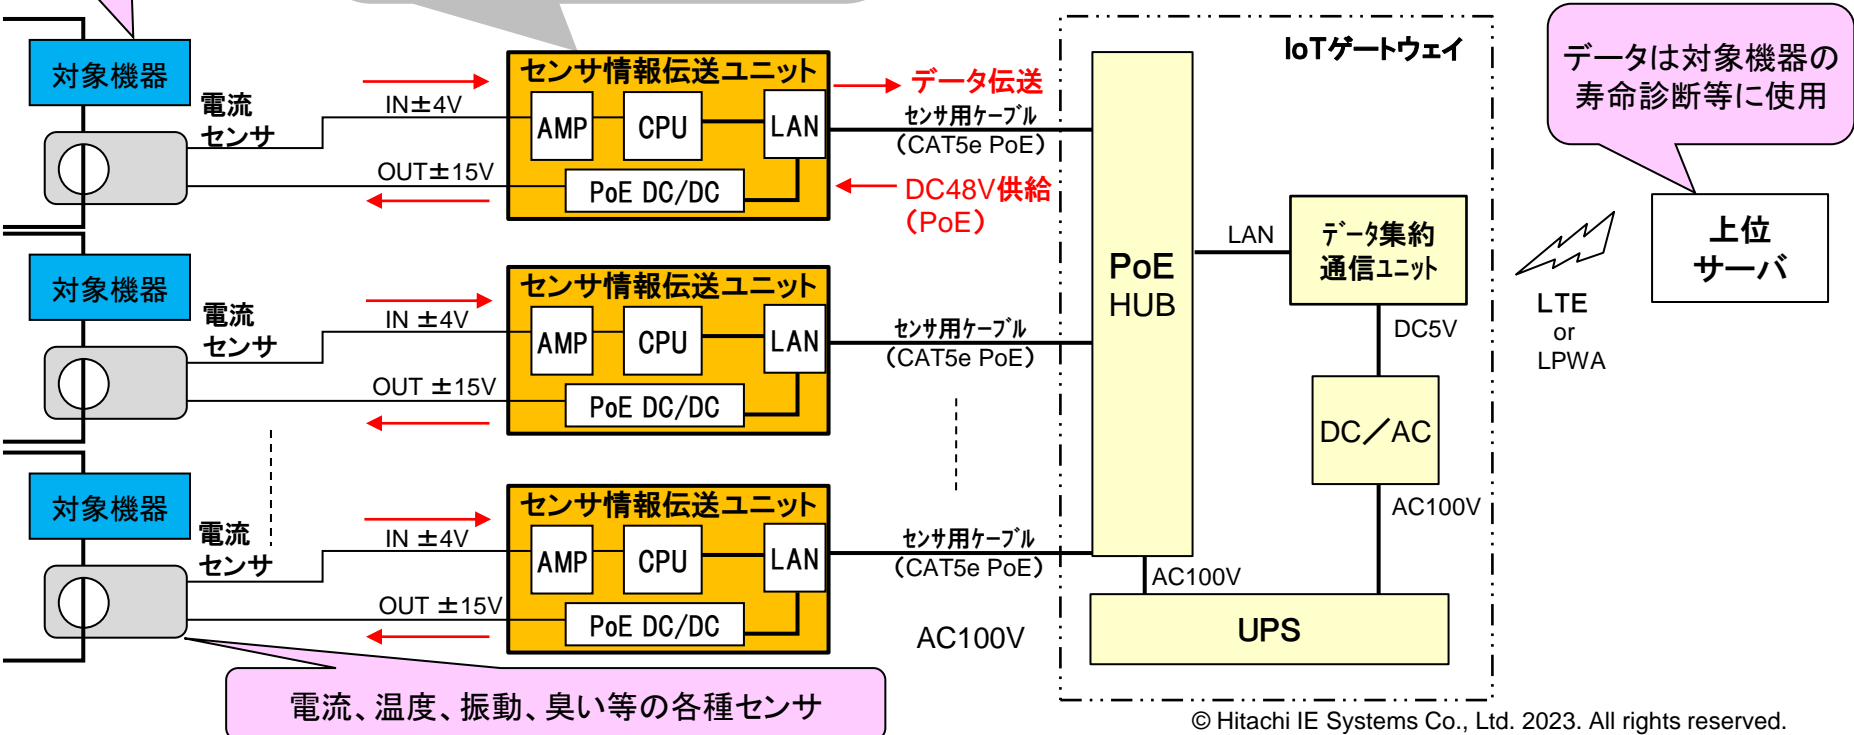 対象機器
電流
センサ
IN±4V
OUT±15V
センサ情報伝送ユニット
AMP
CPU
LAN
PoE DC/DC
データ伝送
センサ用ケーブル
(CAT5e PoE)
DC48V供給
(PoE)
対象機器
電流
センサ
IN ±4V
OUT ±15V
センサ情報伝送ユニット
AMP
CPU
LAN
PoE DC/DC
センサ用ケーブル
(CAT5e PoE)
対象機器
電流
センサ
IN ±4V
OUT ±15V
センサ情報伝送ユニット
AMP
CPU
LAN
PoE DC/DC
センサ用ケーブル
(CAT5e PoE)
AC100V
IoTゲートウェイ
PoE
HUB
LAN
データ集約
通信ユニット
DC5V
DC/AC
AC100V
AC100V
UPS
LTE
or
LPWA
データは対象機器の
寿命診断等に使用
上位
サーバ
電流、温度、振動、臭い等の各種センサ
© Hitachi IE Systems Co., Ltd. 2023. All rights reserved.